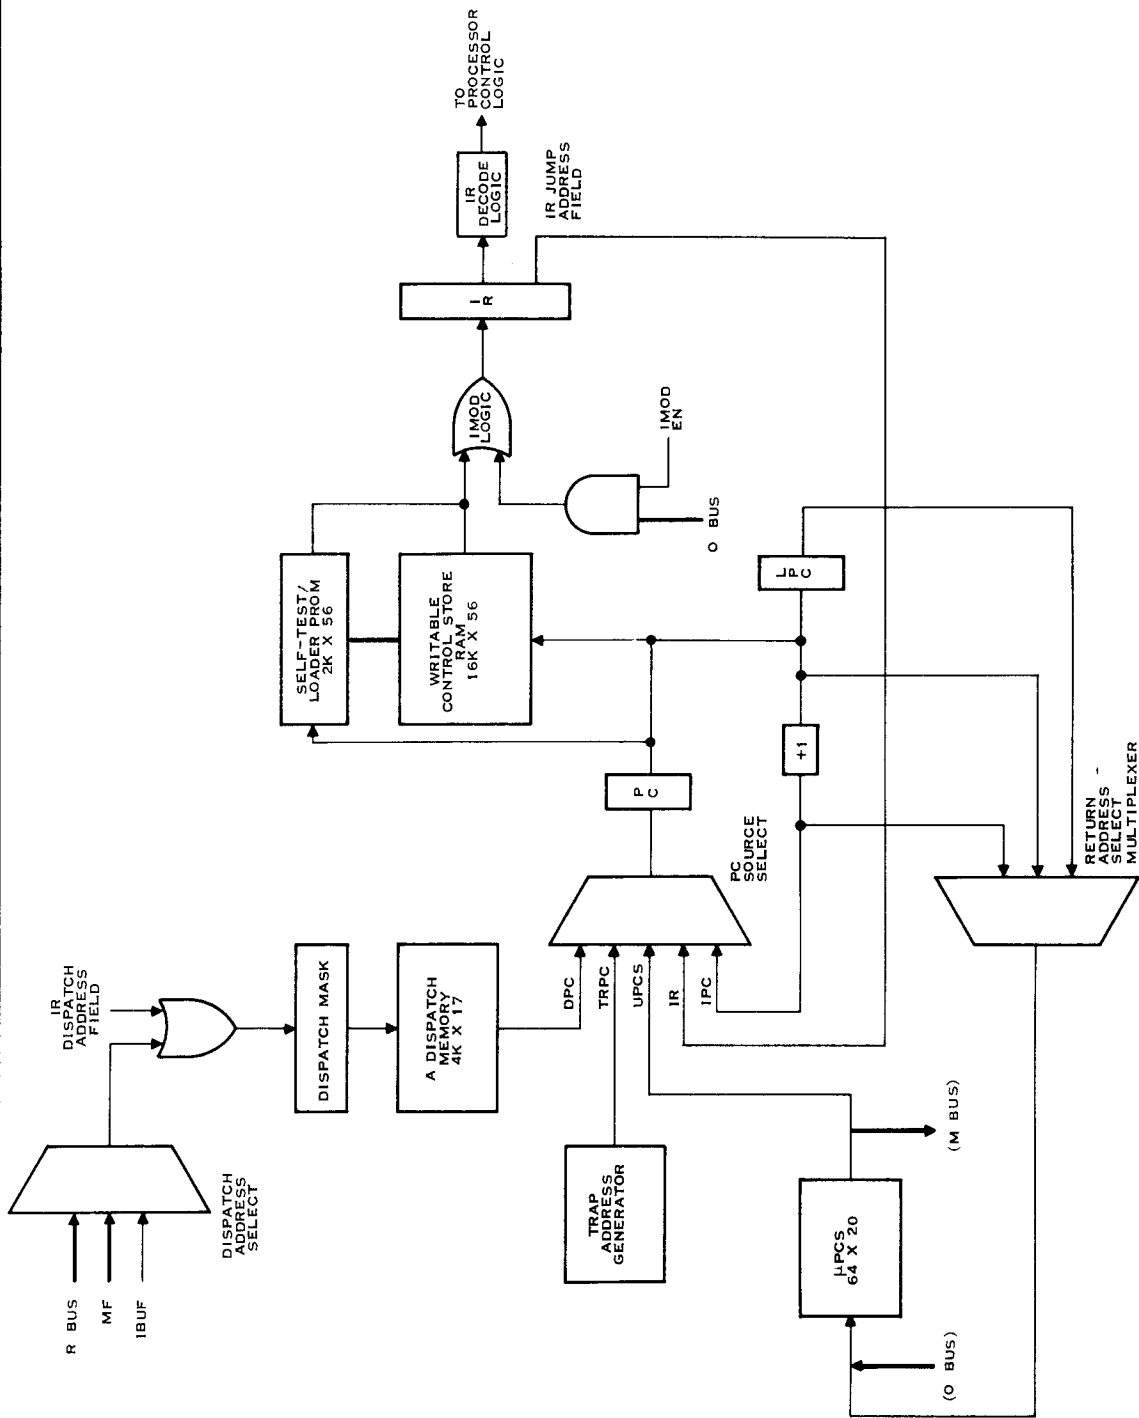 R BUS
MF
IBUF
DISPATCH
ADDRESS
SELECT
IR
DISPATCH
ADDRESS
FIELD
DISPATCH MASK
A DISPATCH
MEMORY
4K X 17
TRAP
ADDRESS
GENERATOR
μPCS
64 X 20
(O BUS)
(M BUS)
DPC
TRPC
UPCS
IR
IPC
PC
SOURCE
SELECT
PC
SELF-TEST/
LOADER PROM
2K X 56
WRITABLE
CONTROL STORE
RAM
16K X 56
+1
LPC
RETURN
ADDRESS
SELECT
MULTIPLEXER
O BUS
IMOD
EN
IMOD
LOGIC
IR
IR
DECODE
LOGIC
TO
PROCESSOR
CONTROL
LOGIC
IR JUMP
ADDRESS
FIELD